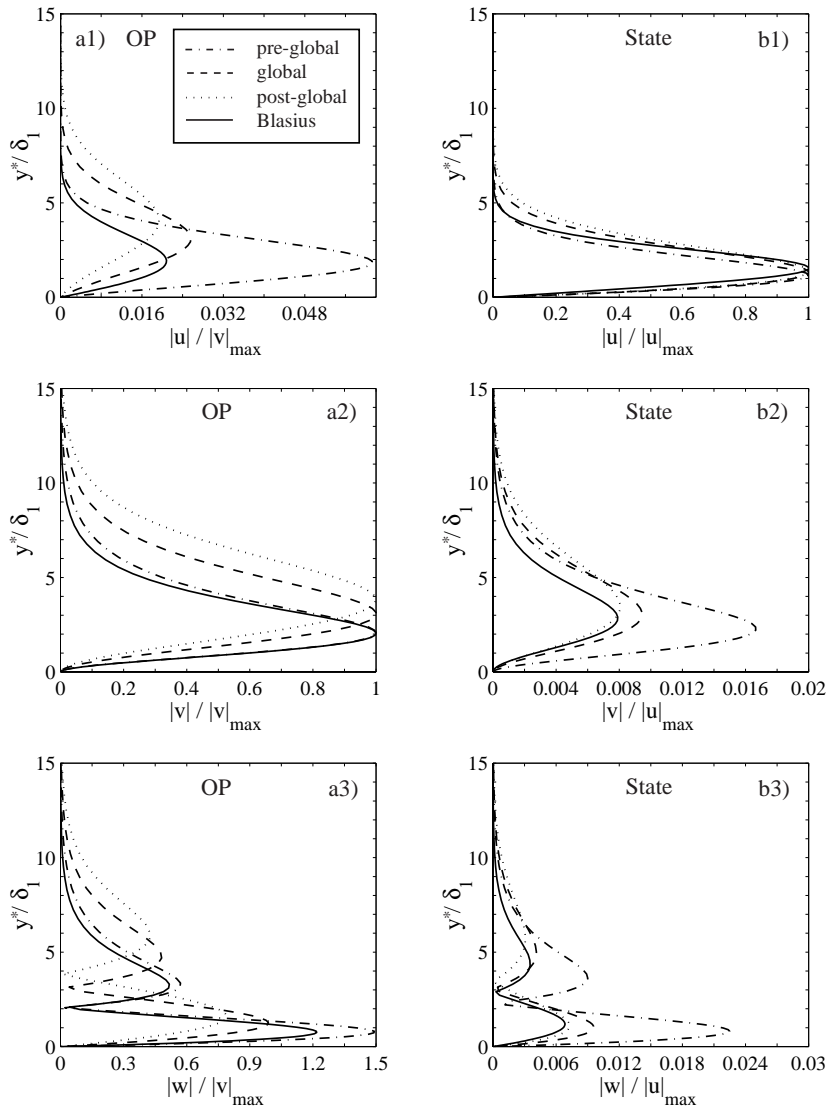 a1) OP
pre-global
global
post-global
Blasius
15
10
5
0
y*/ δ1
0 0.016 0.032 0.048
|u| / |v|max
State b1)
15
10
5
0
y*/ δ1
0 0.2 0.4 0.6 0.8 1
|u| / |u|max
OP a2)
15
10
5
0
y*/ δ1
0 0.2 0.4 0.6 0.8 1
|v| / |v|max
State b2)
15
10
5
0
y*/ δ1
0 0.004 0.008 0.012 0.016 0.02
|v| / |u|max
OP a3)
15
10
5
0
y*/ δ1
0 0.3 0.6 0.9 1.2 1.5
|w| / |v|max
State b3)
15
10
5
0
y*/ δ1
0 0.006 0.012 0.018 0.024 0.03
|w| / |u|max